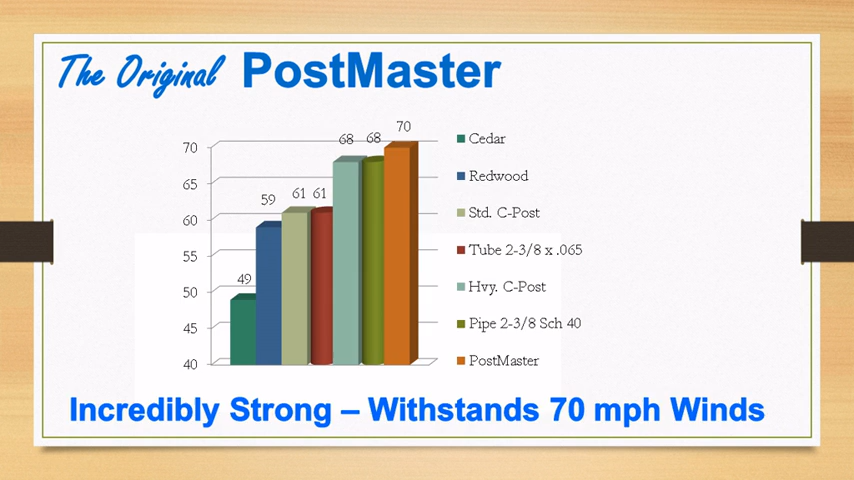 The Original PostMaster
70
68 68
70
65
61 61
59
60
55
50
49
45
40
Cedar
Redwood
Std. C-Post
Tube 2-3/8 x .065
Hvy. C-Post
Pipe 2-3/8 Sch 40
PostMaster
Incredibly Strong – Withstands 70 mph Winds